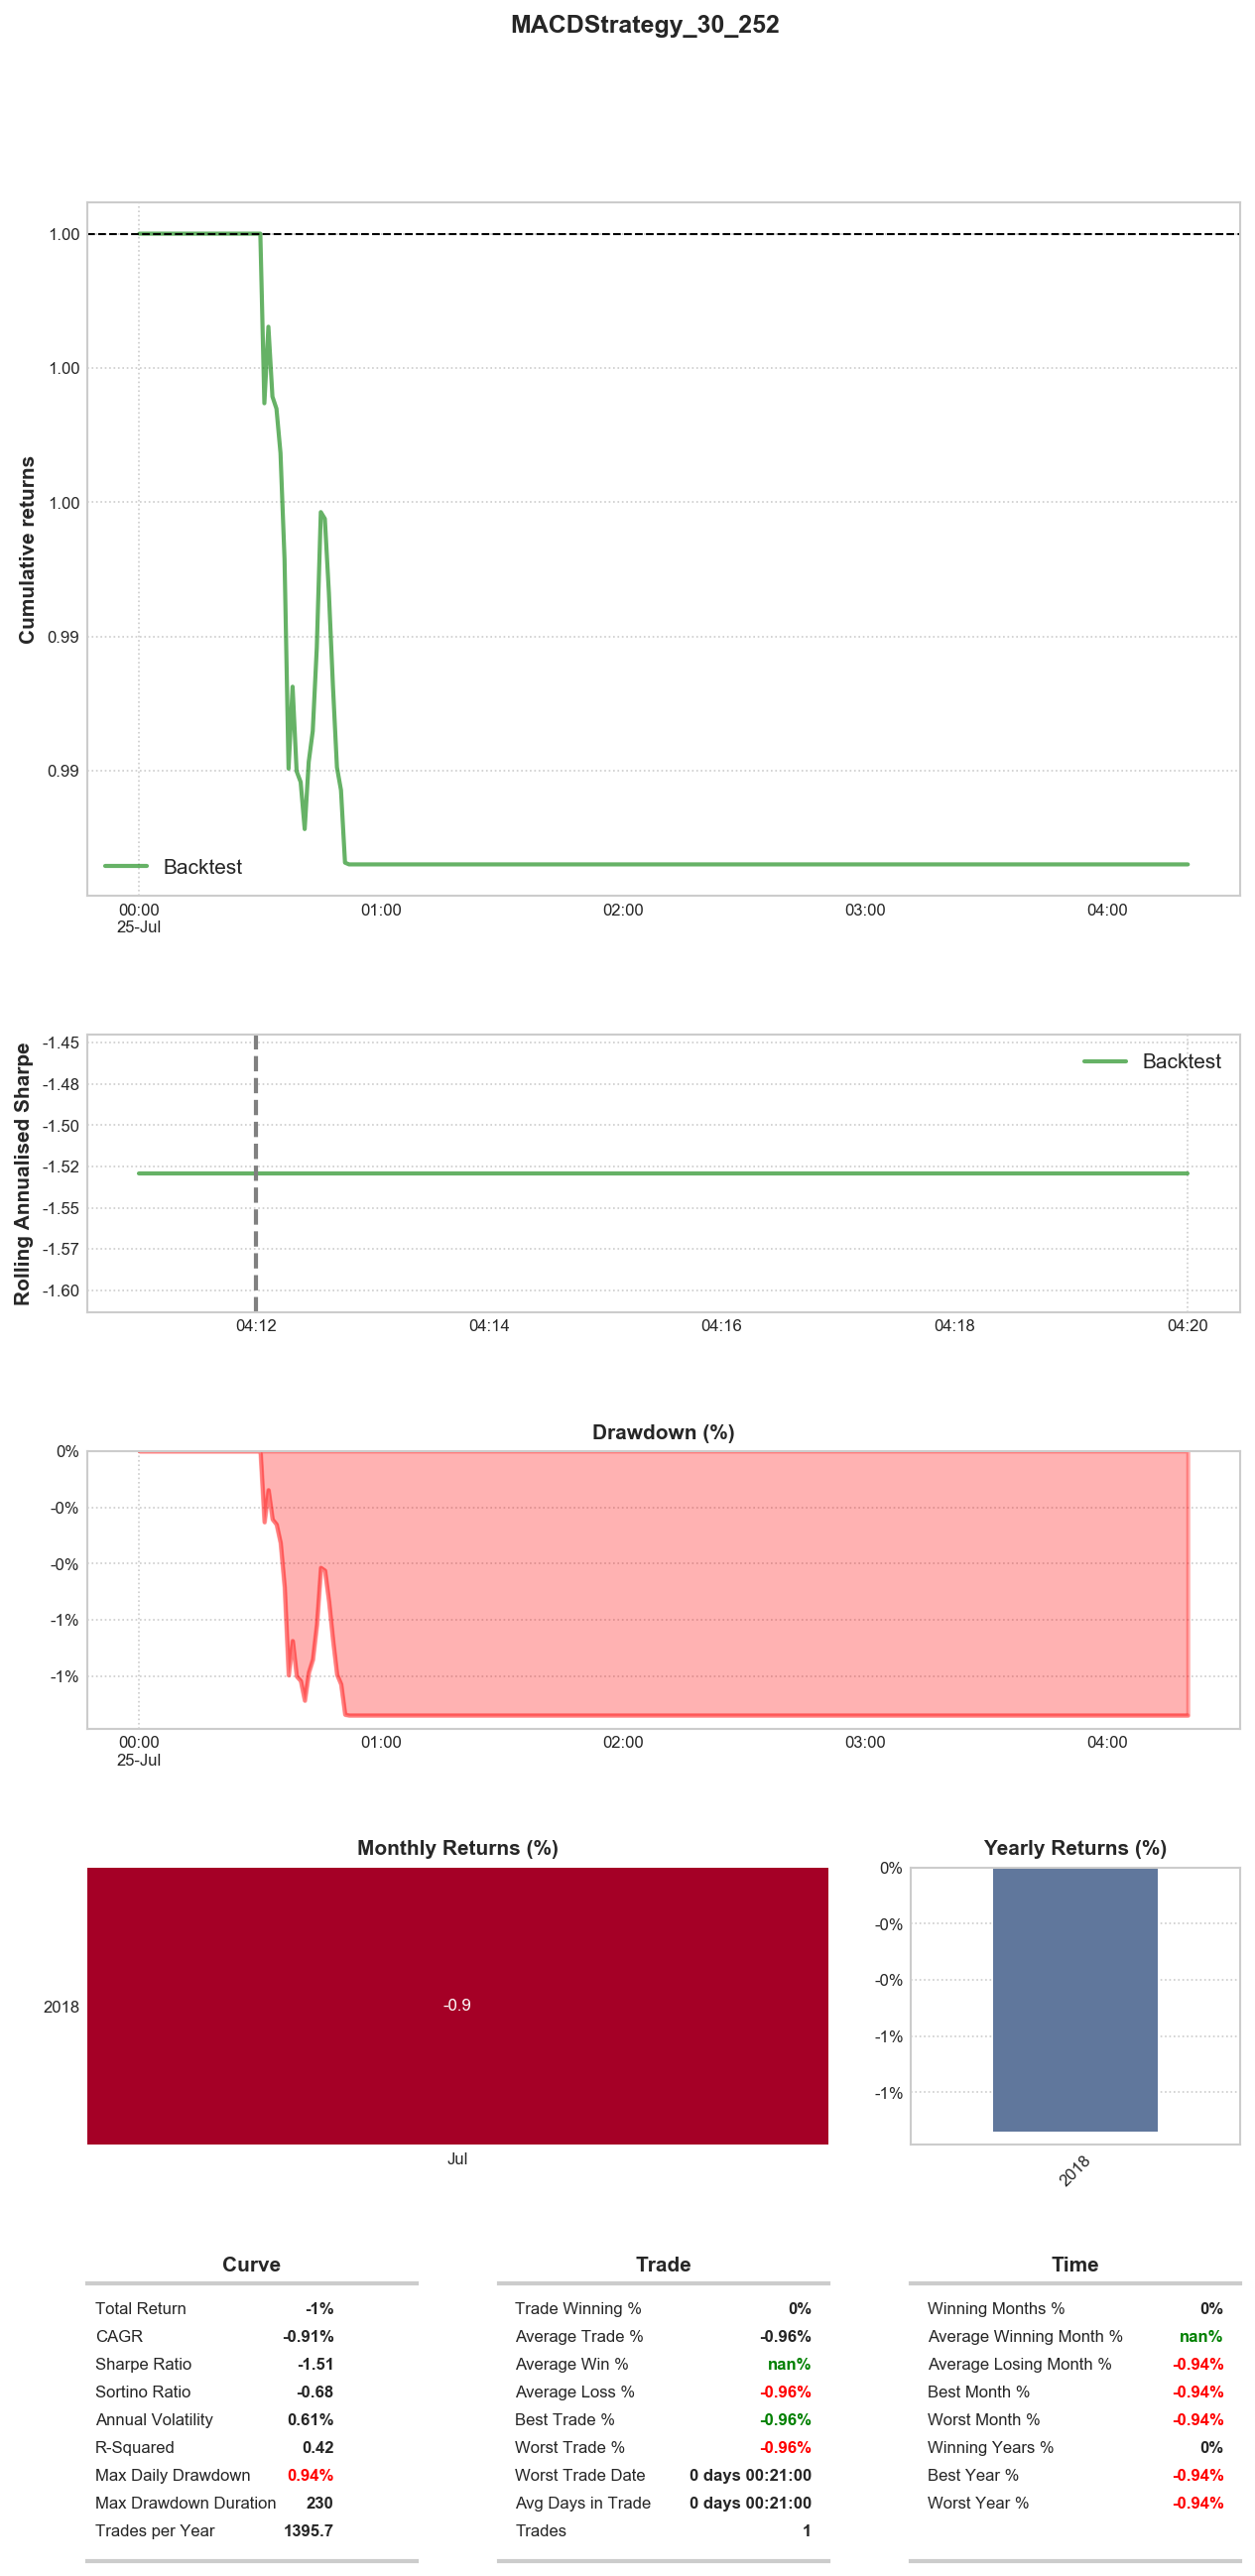 MACDStrategy_30_252
Cumulative returns
1.00
1.00
1.00
0.99
0.99
Backtest
00:00 01:00 02:00 03:00 04:00
25-Jul
Rolling Annualised Sharpe
-1.45
-1.48
-1.50
-1.52
-1.55
-1.57
-1.60
Backtest
04:12 04:14 04:16 04:18 04:20
Drawdown (%)
0%
-0%
-0%
-1%
-1%
00:00 01:00 02:00 03:00 04:00
25-Jul
Monthly Returns (%)
2018
-0.9
Jul
Yearly Returns (%)
0%
-0%
-0%
-1%
-1%
2018
Curve
Total Return -1%
CAGR -0.91%
Sharpe Ratio -1.51
Sortino Ratio -0.68
Annual Volatility 0.61%
R-Squared 0.42
Max Daily Drawdown 0.94%
Max Drawdown Duration 230
Trades per Year 1395.7
Trade
Trade Winning % 0%
Average Trade % -0.96%
Average Win % nan%
Average Loss % -0.96%
Best Trade % -0.96%
Worst Trade % -0.96%
Worst Trade Date 0 days 00:21:00
Avg Days in Trade 0 days 00:21:00
Trades 1
Time
Winning Months % 0%
Average Winning Month % nan%
Average Losing Month % -0.94%
Best Month % -0.94%
Worst Month % -0.94%
Winning Years % 0%
Best Year % -0.94%
Worst Year % -0.94%